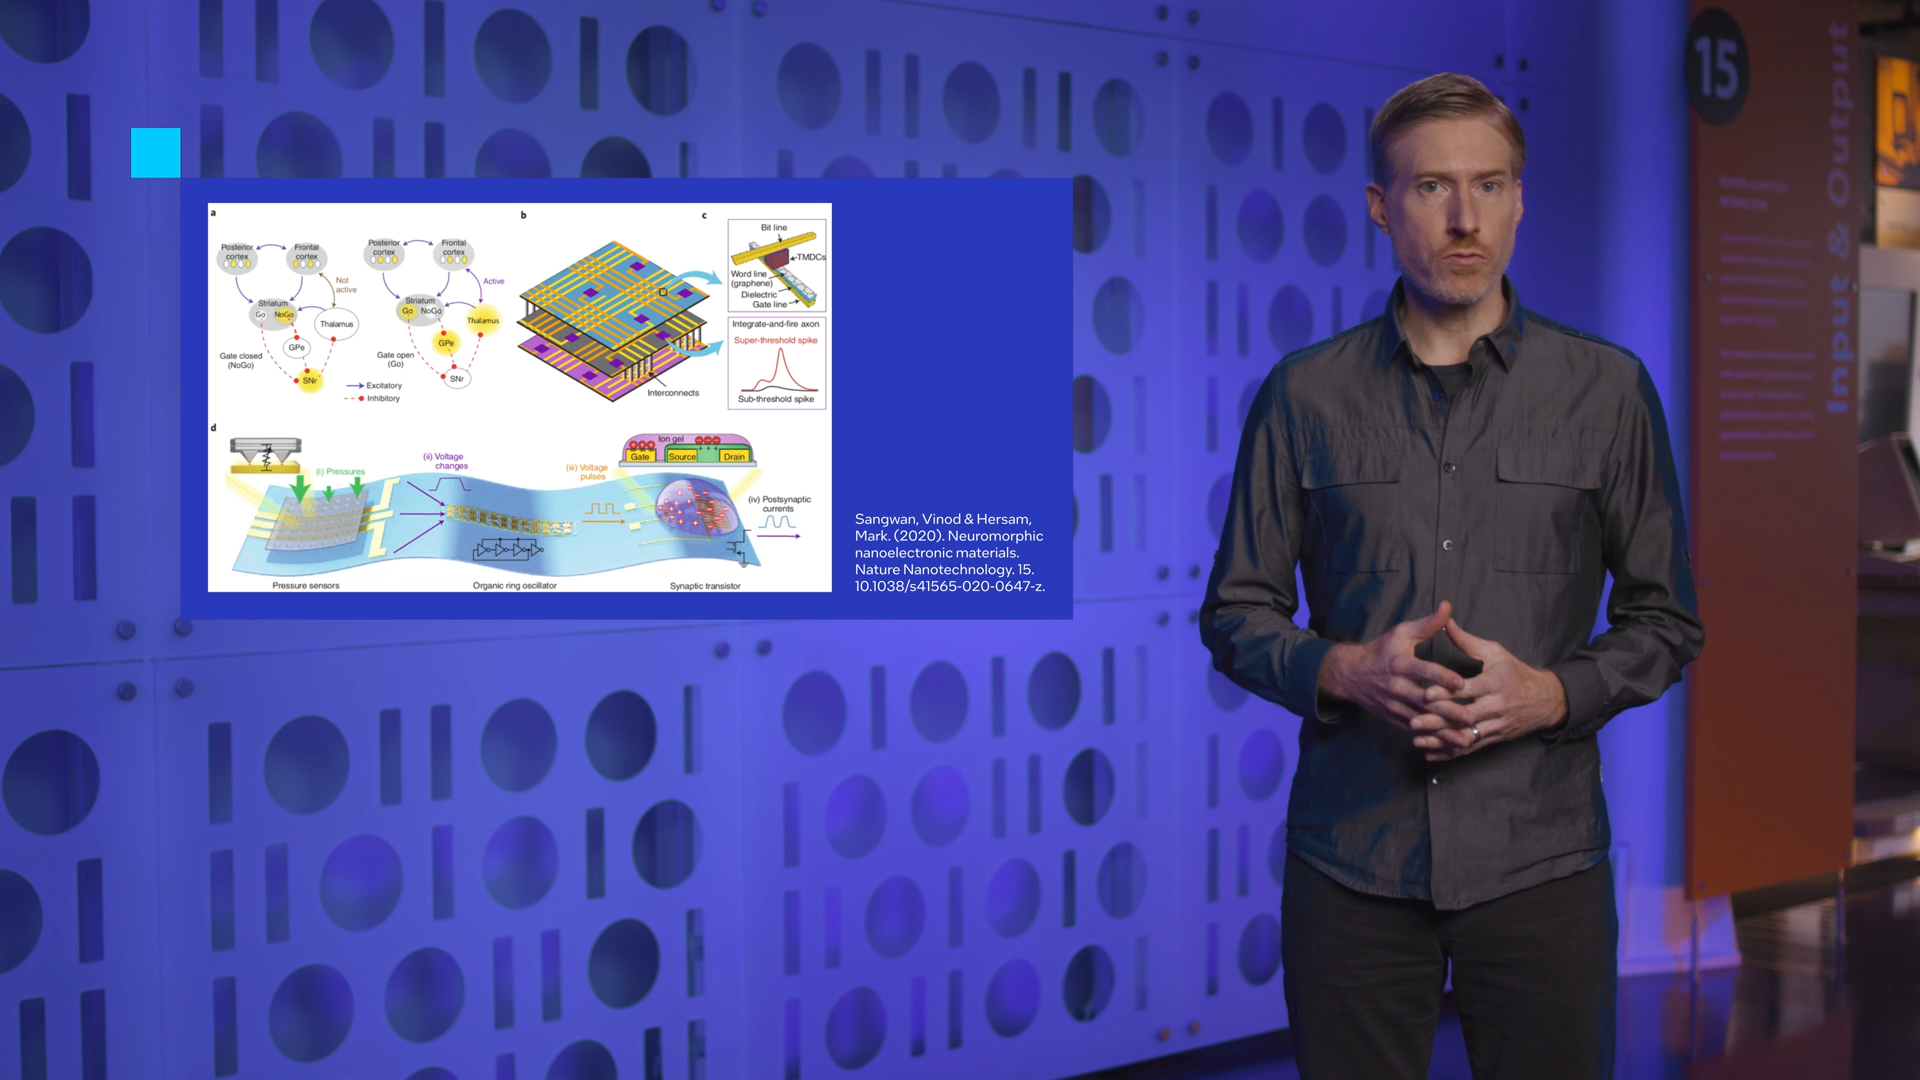 a
b
c
Posterior
cortex
Frontal
cortex
Not
active
Striatum
Go
NoGo
Thalamus
GPe
Gate closed
(NoGo)
SNr
Posterior
cortex
Frontal
cortex
Active
Striatum
Go
NoGo
Thalamus
GPe
Gate open
(Go)
SNr
Excitatory
Inhibitory
Interconnects
Bit line
TMDCs
Word line
(graphene)
Dielectric
Gate line
Integrate-and-fire axon
Super-threshold spike
Sub-threshold spike
d
(i) Pressures
(ii) Voltage
changes
(iii) Voltage
pulses
Ion gel
Gate
Source
Drain
(iv) Postsynaptic
currents
Pressure sensors
Organic ring oscillator
Synaptic transistor
Sangwan, Vinod & Hersam,
Mark. (2020). Neuromorphic
nanoelectronic materials.
Nature Nanotechnology. 15.
10.1038/s41565-020-0647-z.
15
Input & Output